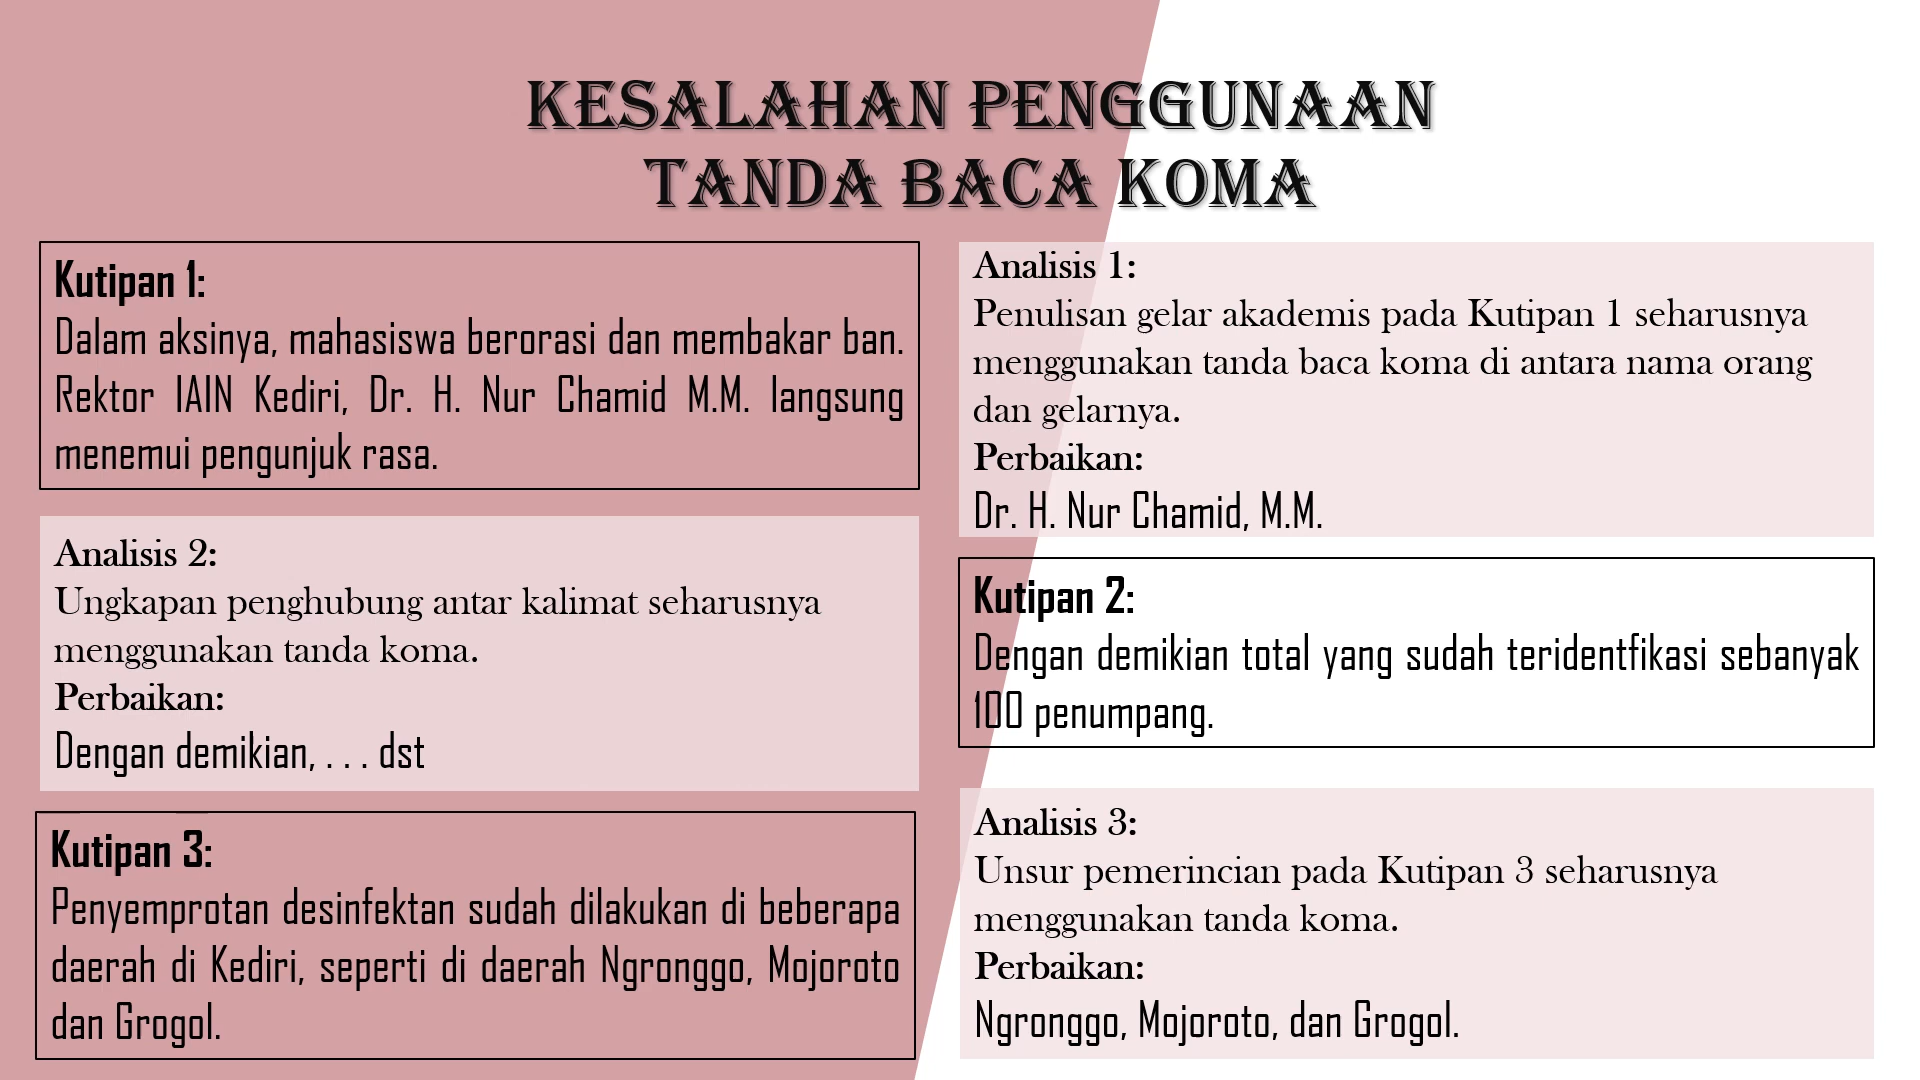 KESALAHAN PENGGUNAAN
TANDA BACA KOMA
Kutipan 1:
Dalam aksinya, mahasiswa berorasi dan membakar ban.
Rektor IAIN Kediri, Dr. H. Nur Chamid M.M. langsung
menemui pengunjuk rasa.
Analisis 1:
Penulisan gelar akademis pada Kutipan 1 seharusnya
menggunakan tanda baca koma di antara nama orang
dan gelarnya.
Perbaikan:
Dr. H. Nur Chamid, M.M.
Kutipan 2:
Dengan demikian total yang sudah teridentfikasi sebanyak
100 penumpang.
Analisis 2:
Ungkapan penghubung antar kalimat seharusnya
menggunakan tanda koma.
Perbaikan:
Dengan demikian, . . . dst
Kutipan 3:
Penyemprotan desinfektan sudah dilakukan di beberapa
daerah di Kediri, seperti di daerah Ngronggo, Mojoroto
dan Grogol.
Analisis 3:
Unsur pemerincian pada Kutipan 3 seharusnya
menggunakan tanda koma.
Perbaikan:
Ngronggo, Mojoroto, dan Grogol.